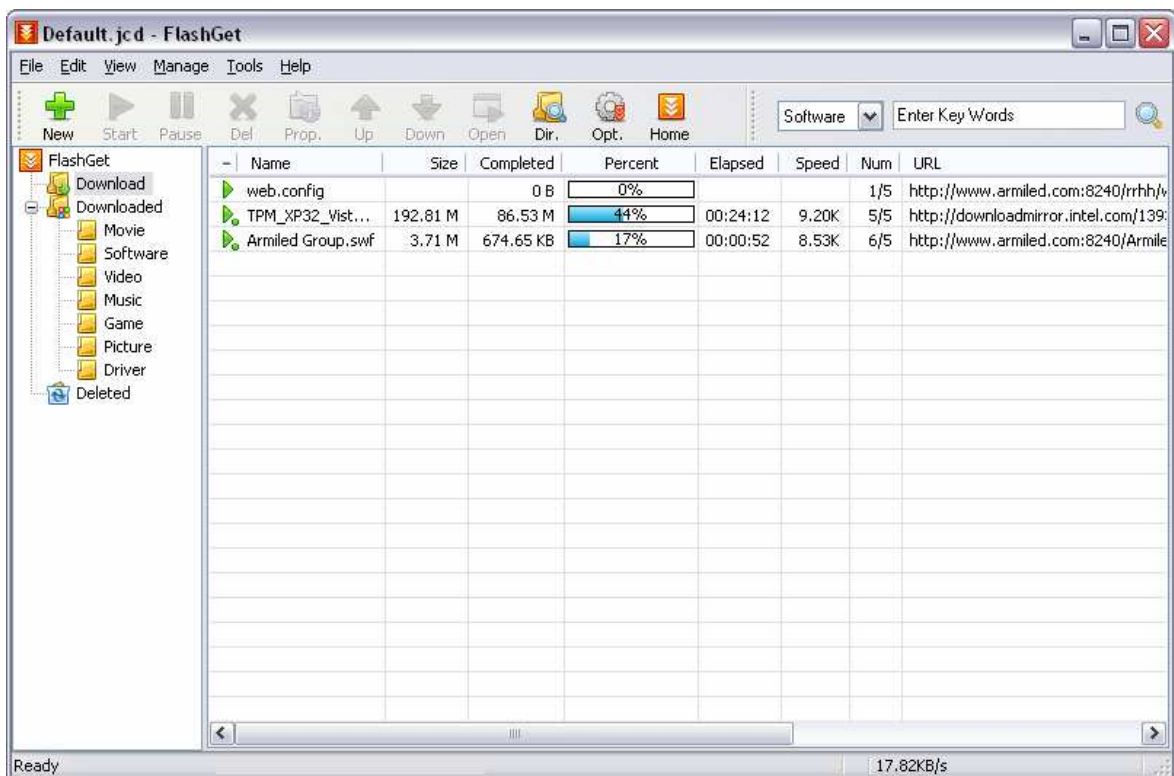 Default.jcd - FlashGet
File Edit View Manage Tools Help
New Start Pause Del Prop. Up Down Open Dir. Opt. Home Software Enter Key Words
FlashGet
Download
Downloaded
Movie
Software
Video
Music
Game
Picture
Driver
Deleted
- Name Size Completed Percent Elapsed Speed Num URL
web.config 0 B 0% 1/5 http://www.armiled.com:8240/rrhh/
TPM_XP32_Vist... 192.81 M 86.53 M 44% 00:24:12 9.20K 5/5 http://downloadmirror.intel.com/139
Armiled Group.swf 3.71 M 674.65 KB 17% 00:00:52 8.53K 6/5 http://www.armiled.com:8240/Armile
Ready 17.82KB/s